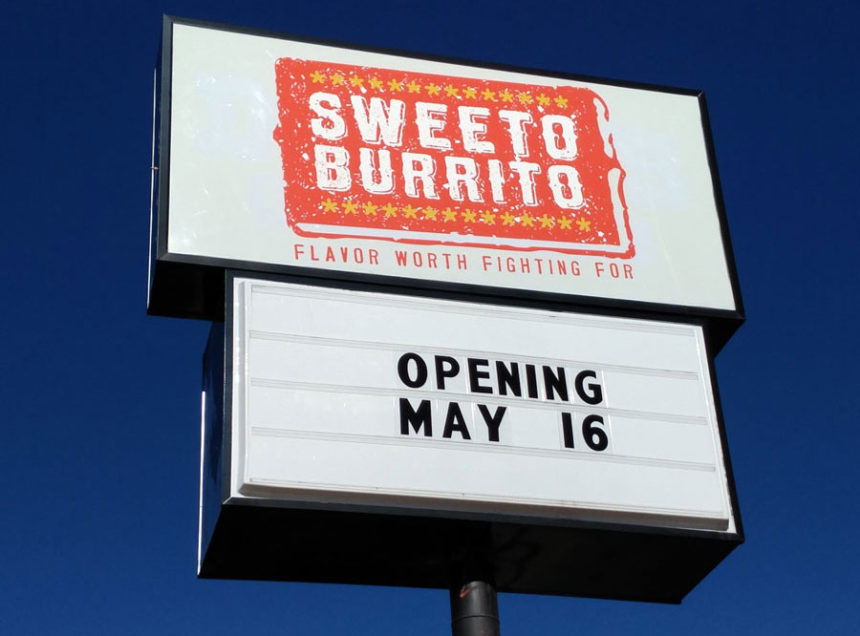 SWEETO
BURRITO
FLAVOR WORTH FIGHTING FOR
OPENING
MAY 16